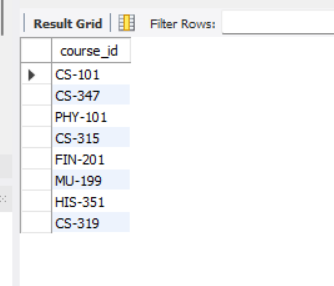 Result Grid Filter Rows:
course_id
CS-101
CS-347
PHY-101
CS-315
FIN-201
MU-199
HIS-351
CS-319